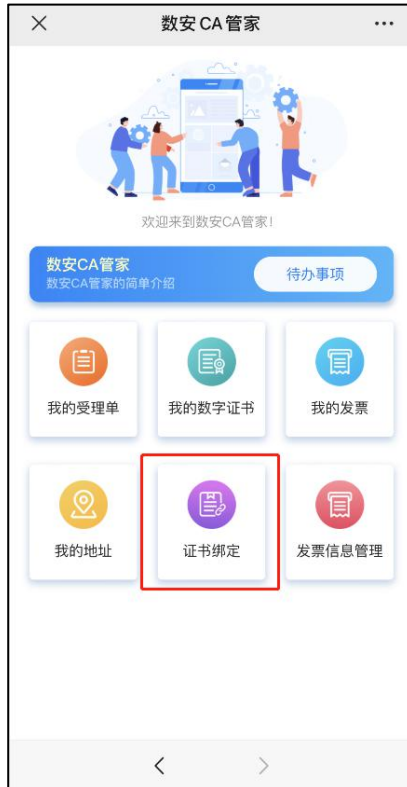 数安CA管家
欢迎来到数安CA管家!
数安CA管家
数安CA管家的简单介绍
待办事项
我的受理单
我的数字证书
我的发票
我的地址
证书绑定
发票信息管理